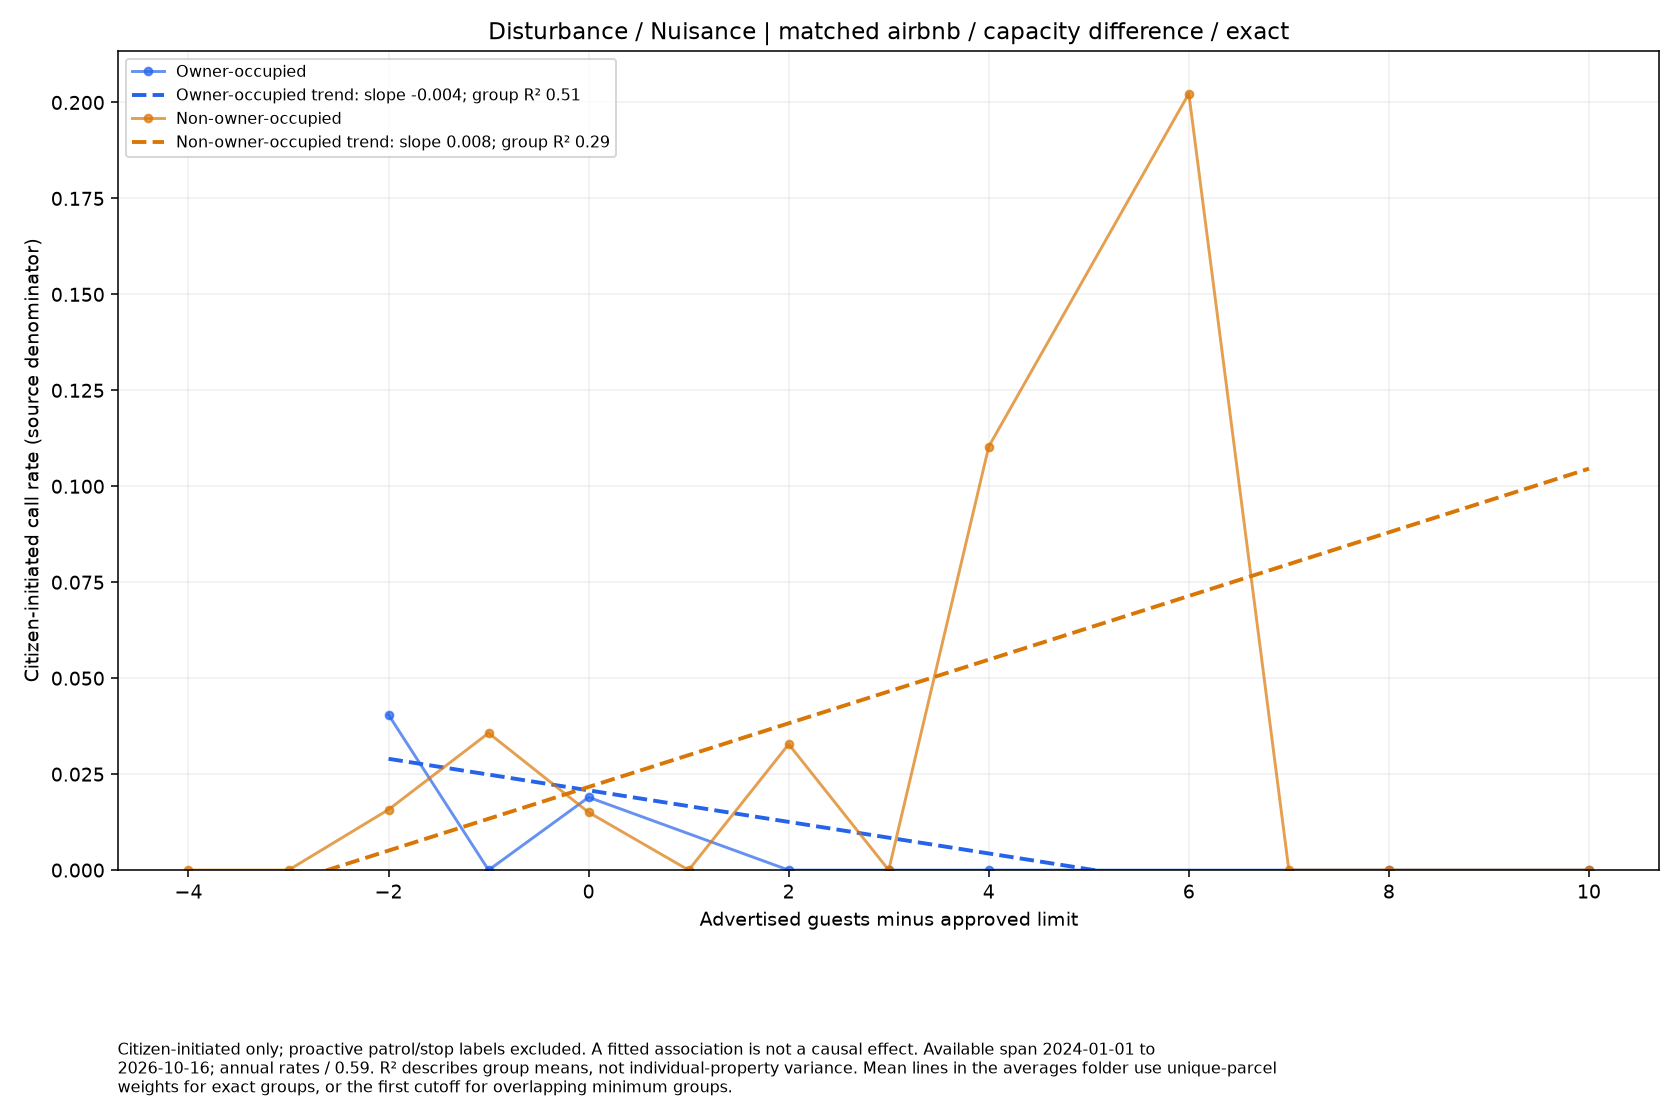 Disturbance / Nuisance | matched airbnb / capacity difference / exact
Owner-occupied
Owner-occupied trend: slope -0.004; group R² 0.51
Non-owner-occupied
Non-owner-occupied trend: slope 0.008; group R² 0.29
Citizen-initiated call rate (source denominator)
0.200
0.175
0.150
0.125
0.100
0.075
0.050
0.025
0.000
−4
−2
0
2
4
6
8
10
Advertised guests minus approved limit
Citizen-initiated only; proactive patrol/stop labels excluded. A fitted association is not a causal effect. Available span 2024-01-01 to
2026-10-16; annual rates / 0.59. R² describes group means, not individual-property variance. Mean lines in the averages folder use unique-parcel
weights for exact groups, or the first cutoff for overlapping minimum groups.